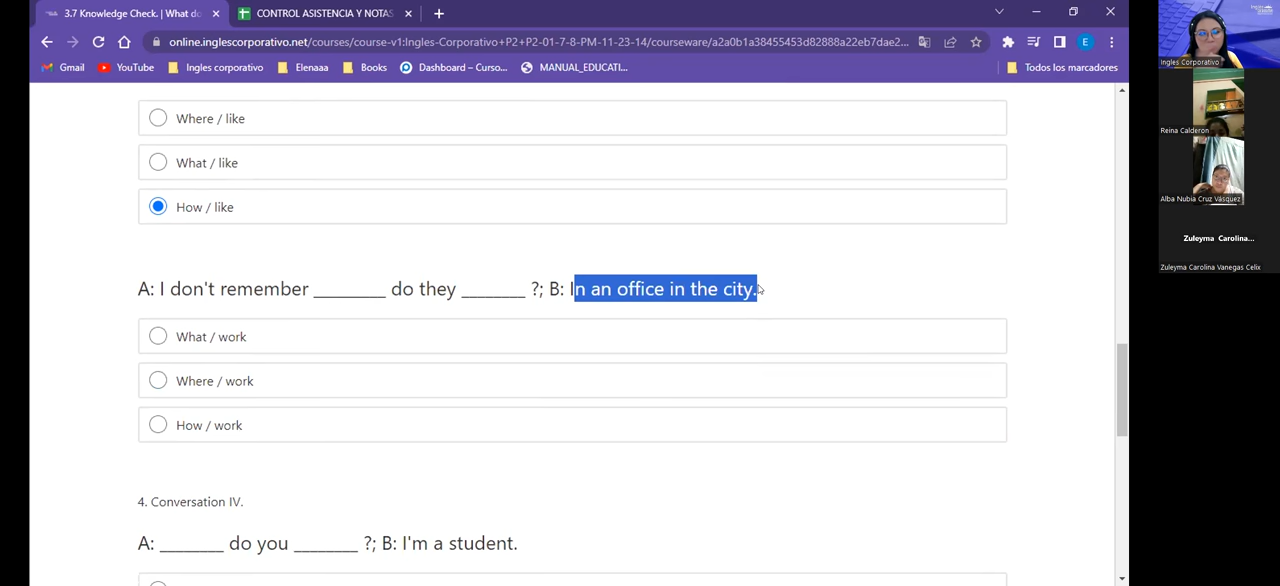 3.7 Knowledge Check. | What do
CONTROL ASISTENCIA Y NOTAS
online.inglescorporativo.net/courses/course-v1:Ingles-Corporativo+P2+P2-01-7-8-PM-11-23-14/courseware/a2a0b1a38455453d82888a22eb7dae2...
E
Gmail
YouTube
Ingles corporativo
Elenaaa
Books
Dashboard – Curso...
MANUAL_EDUCATI...
Todos los marcadores
Where / like
What / like
How / like
A: I don't remember ________ do they ________ ?; B: In an office in the city.
What / work
Where / work
How / work
4. Conversation IV.
A: ________ do you ________ ?; B: I'm a student.
Ingles Corporativo
Reina Calderon
Alba Nubia Cruz Vásquez
Zuleyma Carolina...
Zuleyma Carolina Vanegas Celix